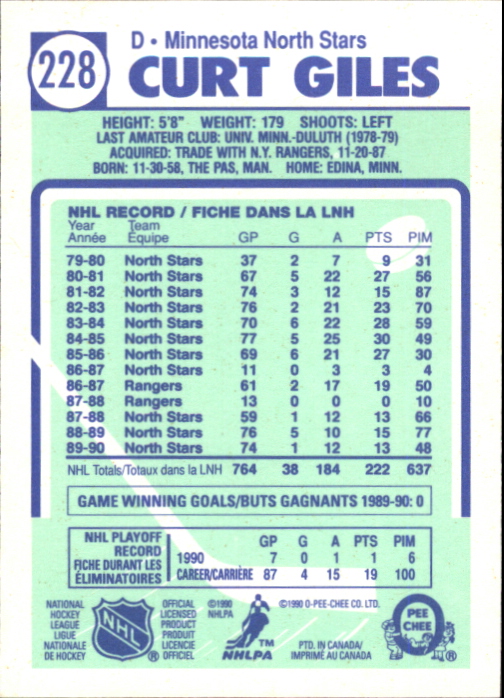 228
D • Minnesota North Stars
CURT GILES
HEIGHT: 5'8" WEIGHT: 179 SHOOTS: LEFT
LAST AMATEUR CLUB: UNIV. MINN.-DULUTH (1978-79)
ACQUIRED: TRADE WITH N.Y. RANGERS, 11-20-87
BORN: 11-30-58, THE PAS, MAN. HOME: EDINA, MINN.
NHL RECORD / FICHE DANS LA LNH
Year Team
Année Équipe GP G A PTS PIM
79-80 North Stars 37 2 7 9 31
80-81 North Stars 67 5 22 27 56
81-82 North Stars 74 3 12 15 87
82-83 North Stars 76 2 21 23 70
83-84 North Stars 70 6 22 28 59
84-85 North Stars 77 5 25 30 49
85-86 North Stars 69 6 21 27 30
86-87 North Stars 11 0 3 3 4
86-87 Rangers 61 2 17 19 50
87-88 Rangers 13 0 0 0 10
87-88 North Stars 59 1 12 13 66
88-89 North Stars 76 5 10 15 77
89-90 North Stars 74 1 12 13 48
NHL Totals/Totaux dans la LNH 764 38 184 222 637
GAME WINNING GOALS/BUTS GAGNANTS 1989-90: 0
NHL PLAYOFF
RECORD
FICHE DURANT LES
ÉLIMINATOIRES
GP G A PTS PIM
1990 7 0 1 1 6
CAREER/CARRIÈRE 87 4 15 19 100
NATIONAL
HOCKEY
LEAGUE
LIGUE
NATIONALE
DE HOCKEY
NHL
®
OFFICIAL
LICENSED
PRODUCT
PRODUIT
LICENCIÉ
OFFICIEL
©1990
NHLPA
TM
NHLPA
©1990 O-PEE-CHEE CO. LTD.
PTD. IN CANADA/
IMPRIMÉ AU CANADA
O
PEE
CHEE
®